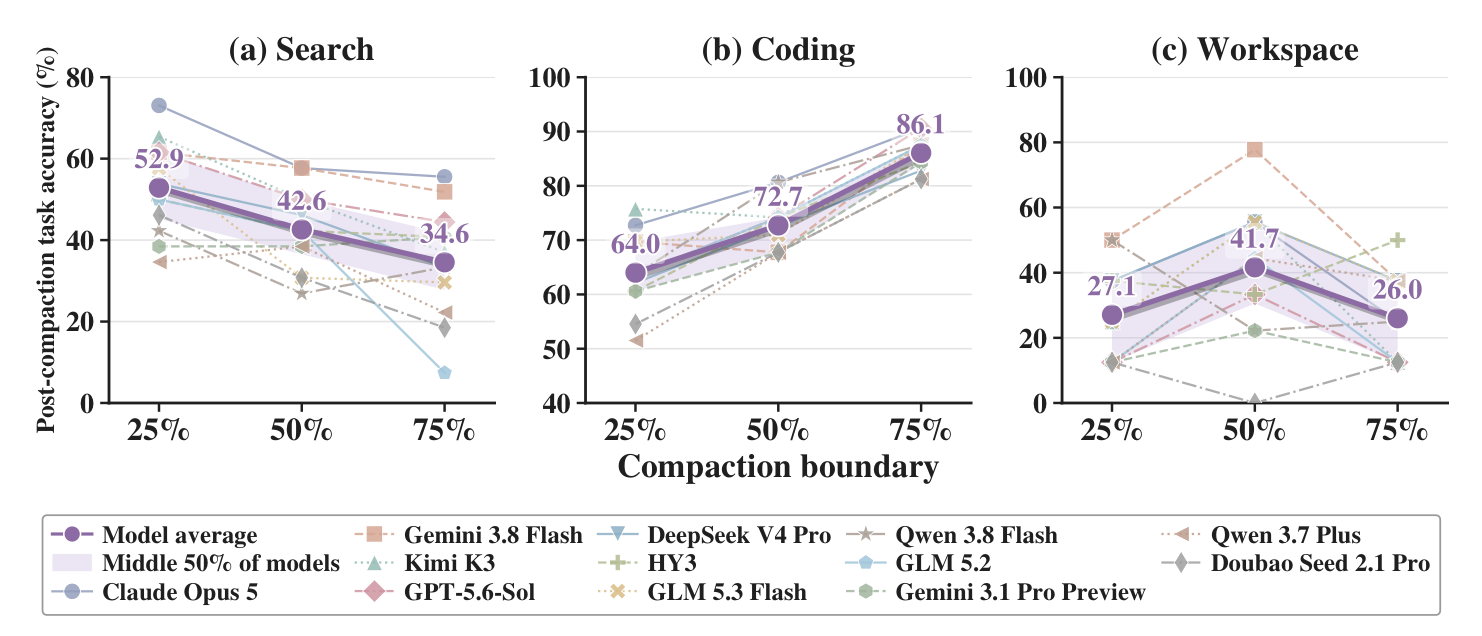 (a) Search
(b) Coding
(c) Workspace
Post-compaction task accuracy (%)
80
60
40
20
0
52.9
42.6
34.6
25%
50%
75%
100
90
80
70
60
50
40
64.0
72.7
86.1
25%
50%
75%
100
80
60
40
20
0
27.1
41.7
26.0
25%
50%
75%
Compaction boundary
Model average
Middle 50% of models
Claude Opus 5
Gemini 3.8 Flash
Kimi K3
GPT-5.6-Sol
DeepSeek V4 Pro
HY3
GLM 5.3 Flash
Qwen 3.8 Flash
GLM 5.2
Gemini 3.1 Pro Preview
Qwen 3.7 Plus
Doubao Seed 2.1 Pro